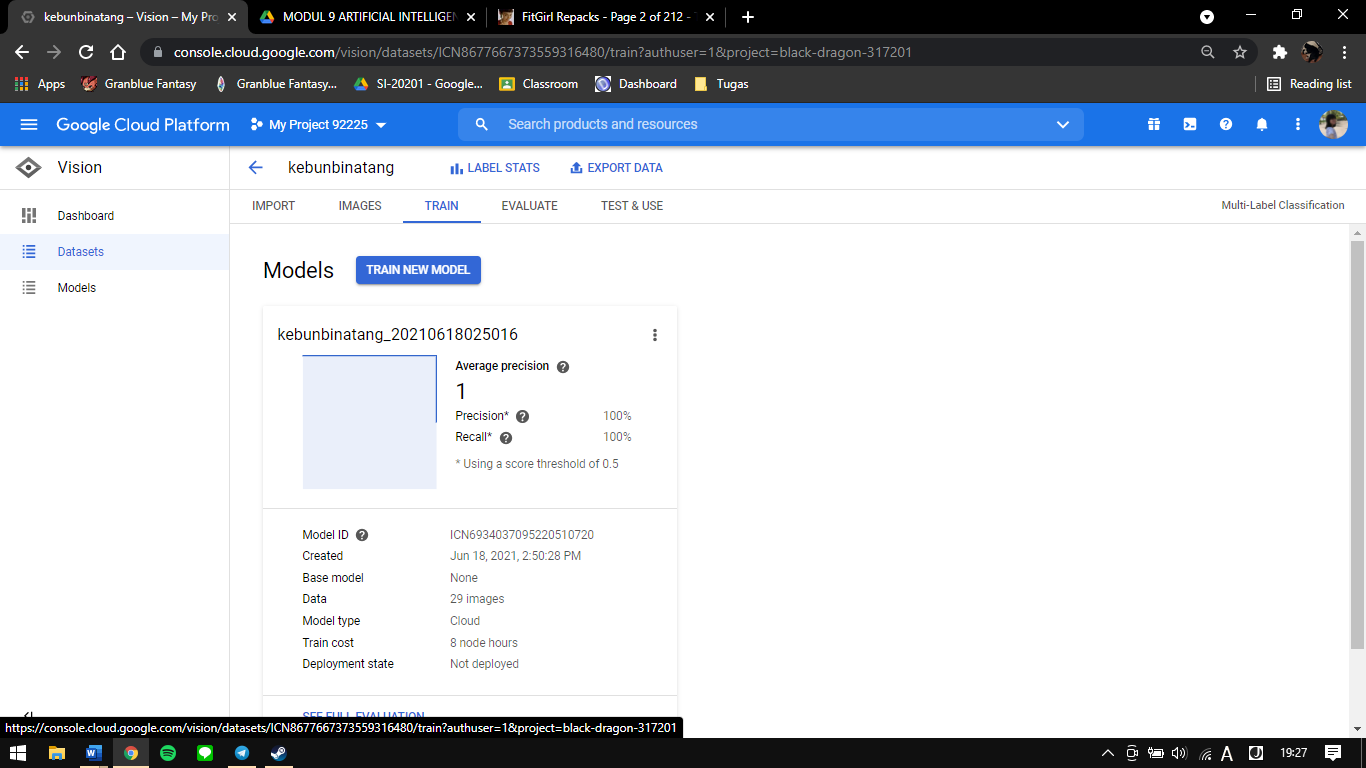 kebunbinatang – Vision – My Pro
MODUL 9 ARTIFICIAL INTELLIGEN
FitGirl Repacks - Page 2 of 212 -
console.cloud.google.com/vision/datasets/ICN8677667373559316480/train?authuser=1&project=black-dragon-317201
Apps Granblue Fantasy Granblue Fantasy... SI-20201 - Google... Classroom Dashboard Tugas Reading list
Google Cloud Platform My Project 92225 Search products and resources
Vision kebunbinatang LABEL STATS EXPORT DATA
IMPORT IMAGES TRAIN EVALUATE TEST & USE Multi-Label Classification
Dashboard
Datasets
Models
Models TRAIN NEW MODEL
kebunbinatang_20210618025016
Average precision ?
1
Precision* ? 100%
Recall* ? 100%
* Using a score threshold of 0.5
Model ID ? ICN6934037095220510720
Created Jun 18, 2021, 2:50:28 PM
Base model None
Data 29 images
Model type Cloud
Train cost 8 node hours
Deployment state Not deployed
SEE FULL EVALUATION
https://console.cloud.google.com/vision/datasets/ICN8677667373559316480/train?authuser=1&project=black-dragon-317201
A 19:27